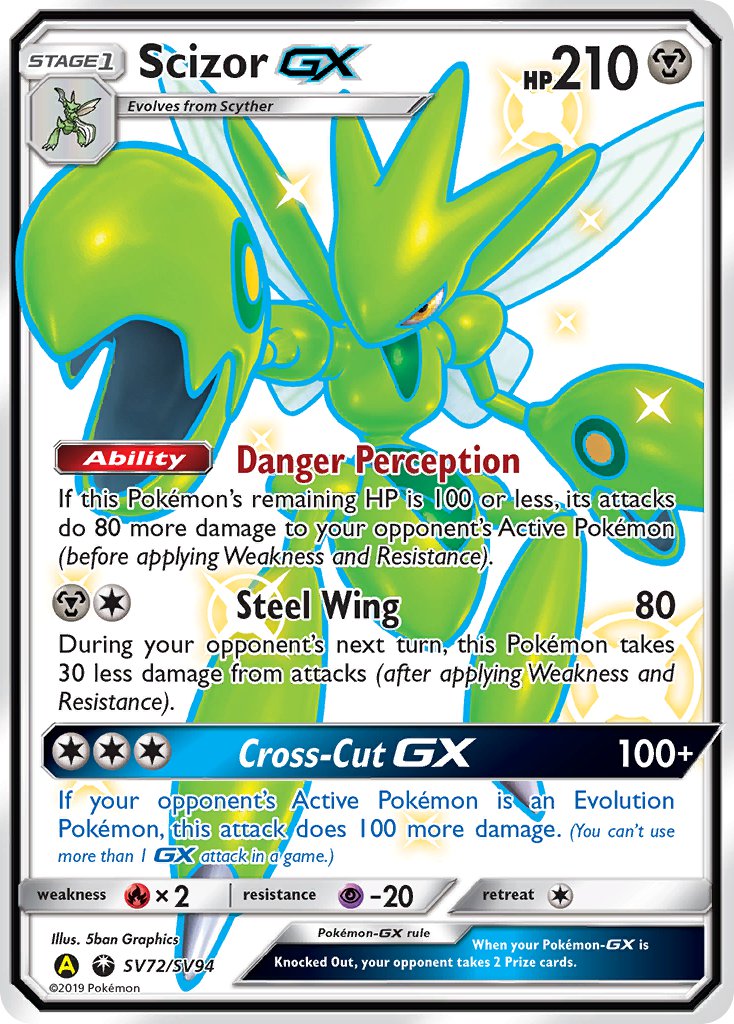 STAGE 1 Scizor GX HP 210
Evolves from Scyther
Ability Danger Perception
If this Pokémon's remaining HP is 100 or less, its attacks
do 80 more damage to your opponent's Active Pokémon
(before applying Weakness and Resistance).
Steel Wing 80
During your opponent's next turn, this Pokémon takes
30 less damage from attacks (after applying Weakness and
Resistance).
Cross-Cut GX 100+
If your opponent's Active Pokémon is an Evolution
Pokémon, this attack does 100 more damage. (You can't use
more than 1 GX attack in a game.)
weakness ×2 resistance -20 retreat
Illus. 5ban Graphics
Pokémon-GX rule
When your Pokémon-GX is
Knocked Out, your opponent takes 2 Prize cards.
A SV72/SV94
©2019 Pokémon